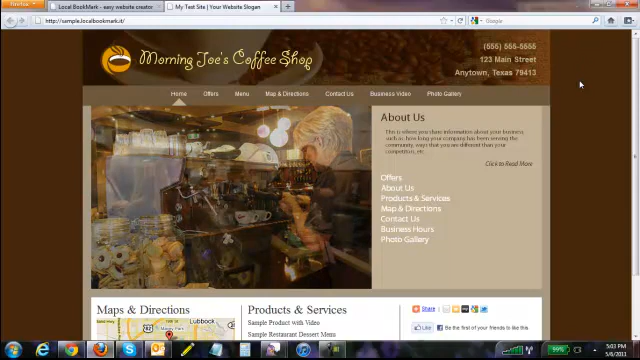 Firefox
Local BookMark - easy website creator
My Test Site | Your Website Slogan
http://sample.localbookmark.it/
Google
Morning Joe's Coffee Shop
(555) 555-5555
123 Main Street
Anytown, Texas 79413
Home
Offers
Menu
Map & Directions
Contact Us
Business Video
Photo Gallery
About Us
This is where you share information about your business,
such as how long your company has been serving the
community, ways that you are different than your
competitors, etc.
Click to Read More
Offers
About Us
Products & Services
Map & Directions
Contact Us
Business Hours
Photo Gallery
Maps & Directions
Lubbock
Products & Services
Sample Product with Video
Sample Restaurant Dessert Menu
Share
Like
Be the first of your friends to like this.
99%
5:03 PM
5/6/2011